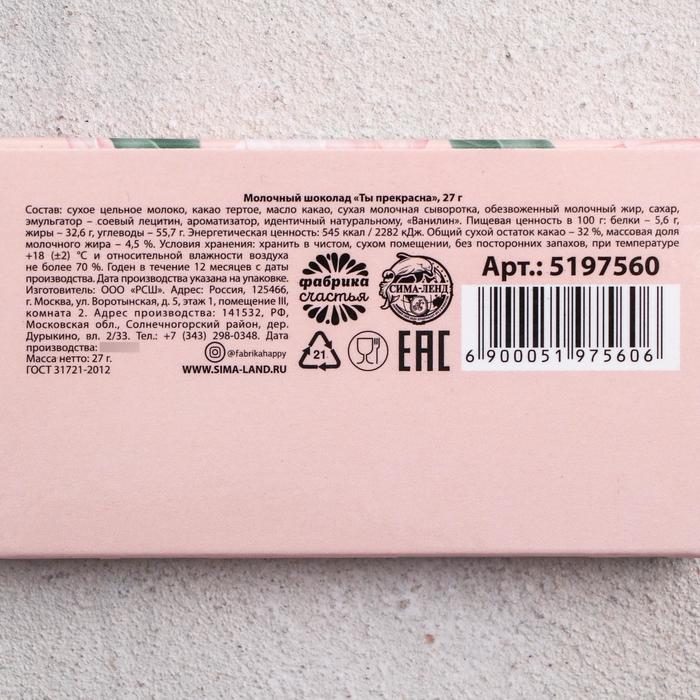 Молочный шоколад «Ты прекрасна», 27 г
Состав: сухое цельное молоко, какао тертое, масло какао, сухая молочная сыворотка, обезвоженный молочный жир, сахар,
эмульгатор – соевый лецитин, ароматизатор, идентичный натуральному, «Ванилин». Пищевая ценность в 100 г: белки – 5,6 г,
жиры – 32,6 г, углеводы – 55,7 г. Энергетическая ценность: 545 ккал / 2282 кДж. Общий сухой остаток какао – 32 %, массовая доля
молочного жира – 4,5 %. Условия хранения: хранить в чистом, сухом помещении, без посторонних запахов, при температуре
+18 (±2) °С и относительной влажности воздуха
не более 70 %. Годен в течение 12 месяцев с даты
производства. Дата производства указана на упаковке.
Изготовитель: ООО «РСШ». Адрес: Россия, 125466,
г. Москва, ул. Воротынская, д. 5, этаж 1, помещение III,
комната 2. Адрес производства: 141532, РФ,
Московская обл., Солнечногорский район, дер.
Дурыкино, вл. 2/33. Тел.: +7 (343) 298-0348. Дата
производства:
Масса нетто: 27 г.
ГОСТ 31721-2012
@fabrikahappy
WWW.SIMA-LAND.RU
фабрика
счастья
СИМА-ЛЕНД
21
ЕАС
Арт.: 5197560
6 900051 975606